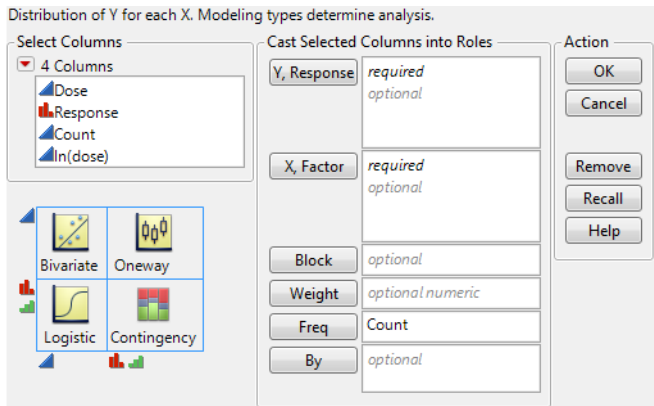 Distribution of Y for each X. Modeling types determine analysis.
Select Columns
4 Columns
Dose
Response
Count
ln(dose)
Bivariate Oneway
Logistic Contingency
Cast Selected Columns into Roles
Y, Response required
optional
X, Factor required
optional
Block optional
Weight optional numeric
Freq Count
By optional
Action
OK
Cancel
Remove
Recall
Help